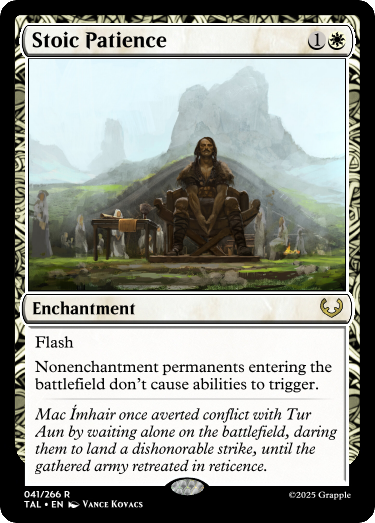 Stoic Patience 1
Enchantment
Flash
Nonenchantment permanents entering the
battlefield don't cause abilities to trigger.
Mac Ímhair once averted conflict with Tur
Aun by waiting alone on the battlefield, daring
them to land a dishonorable strike, until the
gathered army retreated in reticence.
041/266 R
TAL • EN Vance Kovacs
©2025 Grapple